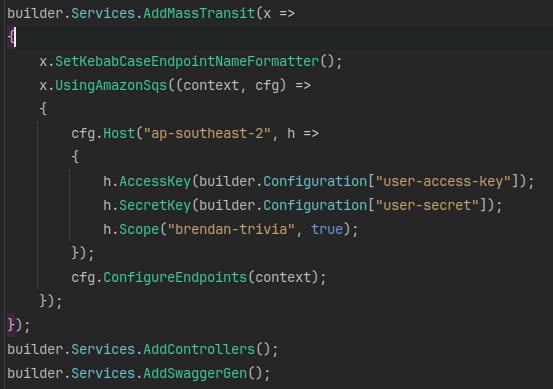 builder.Services.AddMassTransit(x =>
{
    x.SetKebabCaseEndpointNameFormatter();
    x.UsingAmazonSqs((context, cfg) =>
    {
        cfg.Host("ap-southeast-2", h =>
        {
            h.AccessKey(builder.Configuration["user-access-key"]);
            h.SecretKey(builder.Configuration["user-secret"]);
            h.Scope("brendan-trivia", true);
        });
        cfg.ConfigureEndpoints(context);
    });
});
builder.Services.AddControllers();
builder.Services.AddSwaggerGen();